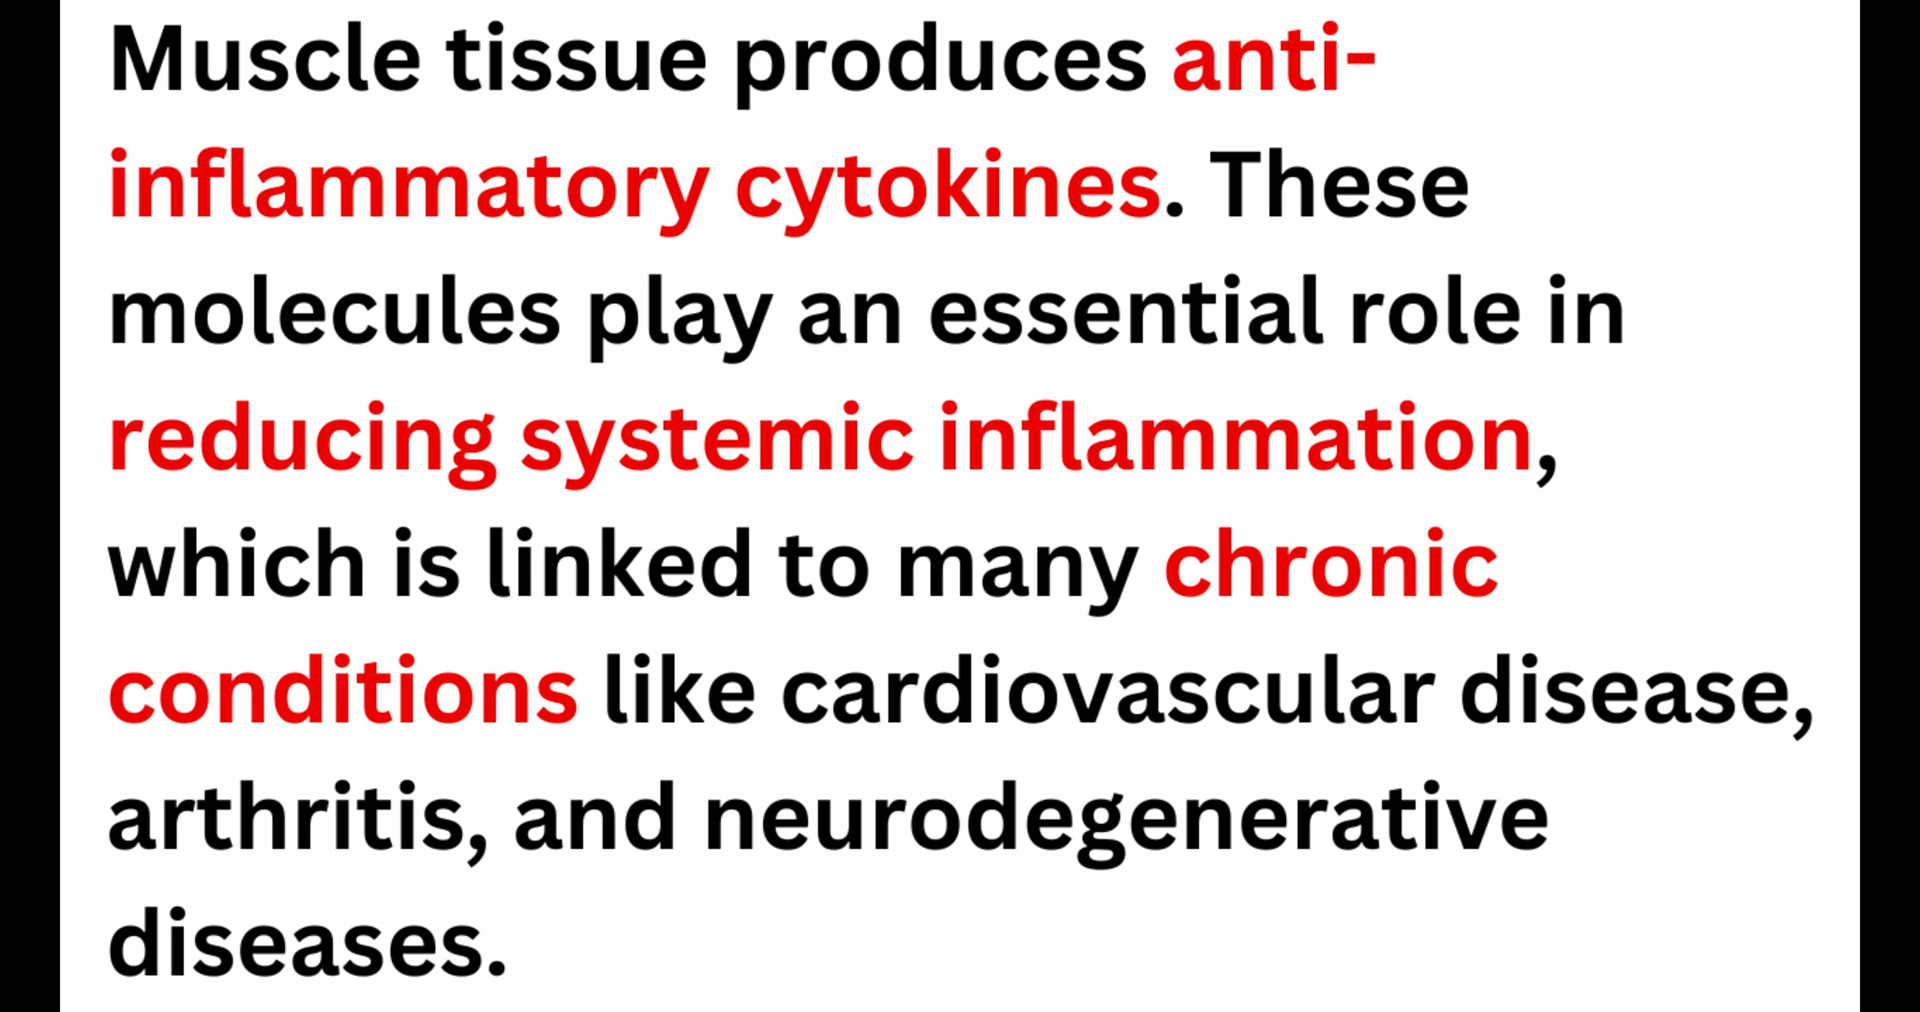 Muscle tissue produces anti-
inflammatory cytokines. These
molecules play an essential role in
reducing systemic inflammation,
which is linked to many chronic
conditions like cardiovascular disease,
arthritis, and neurodegenerative
diseases.